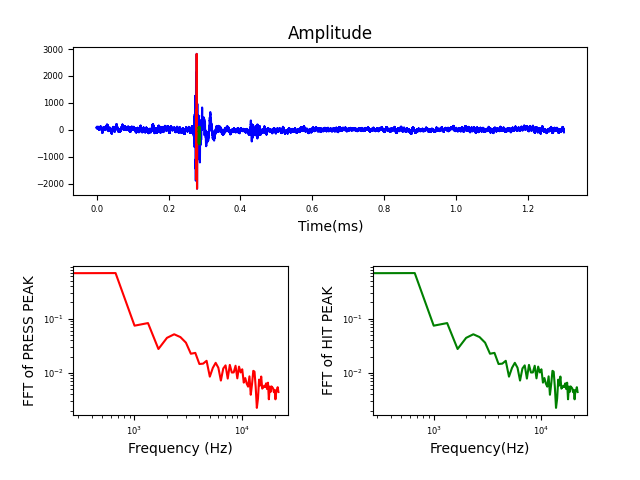 Amplitude
3000
2000
1000
0
−1000
−2000
0.0 0.2 0.4 0.6 0.8 1.0 1.2
Time(ms)
FFT of PRESS PEAK
10⁻¹
10⁻²
10³ 10⁴
Frequency (Hz)
FFT of HIT PEAK
10⁻¹
10⁻²
10³ 10⁴
Frequency(Hz)